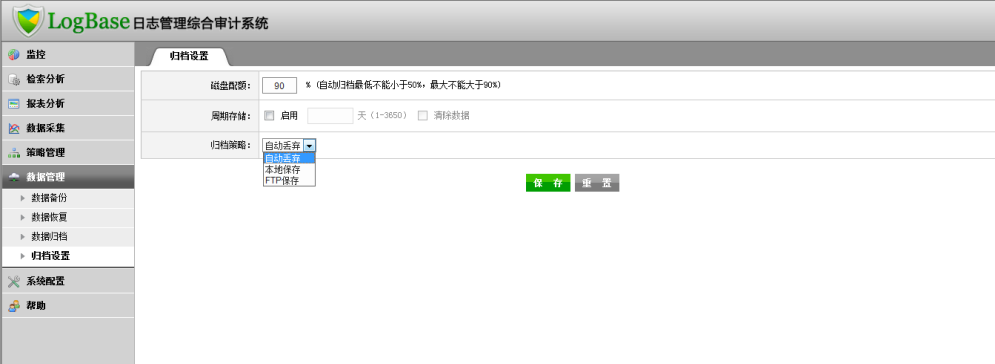 LogBase日志管理综合审计系统
监控
检索分析
报表分析
数据采集
策略管理
数据管理
数据备份
数据恢复
数据归档
归档设置
系统配置
帮助
归档设置
磁盘配额： 90 % (自动归档最低不能小于50%，最大不能大于90%)
周期存储： 启用 天（1-3650） 清除数据
归档策略： 自动丢弃
自动丢弃
本地保存
FTP保存
保 存 重 置